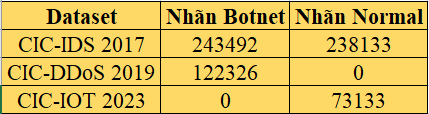 Dataset Nhãn Botnet Nhãn Normal
CIC-IDS 2017 243492 238133
CIC-DDoS 2019 122326 0
CIC-IOT 2023 0 73133